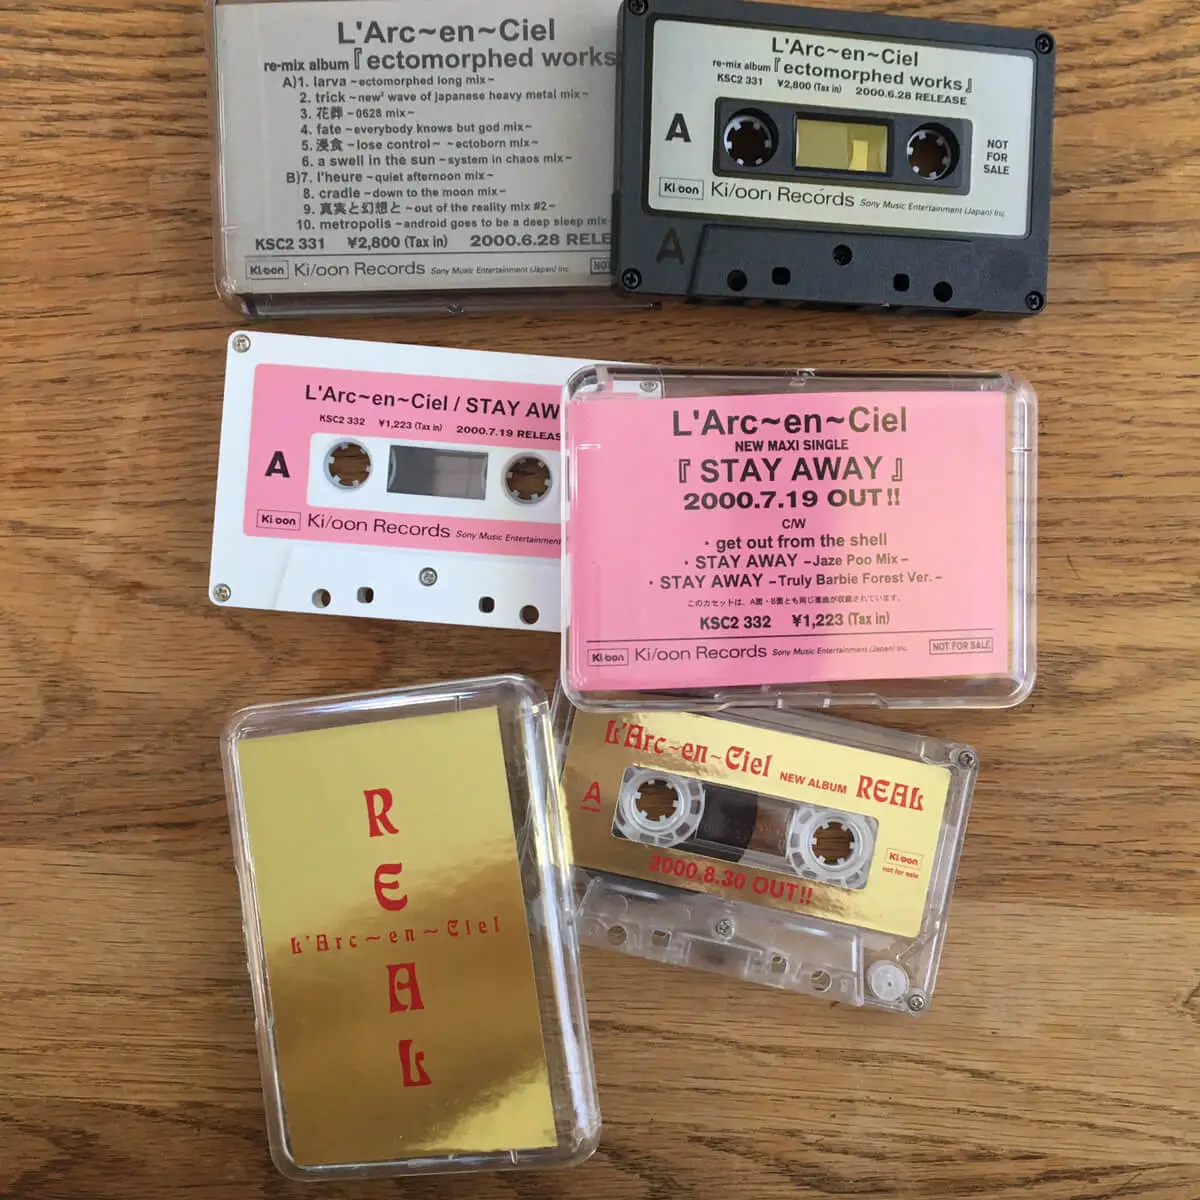 L'Arc~en~Ciel
re-mix album『ectomorphed works
A)1. larva ~ectomorphed long mix~
2. trick ~new² wave of japanese heavy metal mix~
3. 花葬 ~0628 mix~
4. fate ~everybody knows but god mix~
5. 浸食 ~lose control~ ~ectoborn mix~
6. a swell in the sun ~system in chaos mix~
B)7. l'heure ~quiet afternoon mix~
8. cradle ~down to the moon mix~
9. 真実と幻想と ~out of the reality mix #2~
10. metropolis ~android goes to be a deep sleep mix~
KSC2 331 ¥2,800 (Tax in) 2000.6.28 RELE
Ki/oon Ki/oon Records Sony Music Entertainment (Japan) Inc. NOT
L'Arc~en~Ciel
re-mix album『ectomorphed works』
KSC2 331 ¥2,800 (Tax in) 2000.6.28 RELEASE
A
NOT
FOR
SALE
Ki/oon Ki/oon Records Sony Music Entertainment (Japan) Inc.
A
L'Arc~en~Ciel / STAY AW
KSC2 332 ¥1,223 (Tax in) 2000.7.19 RELEAS
A
Ki/oon Ki/oon Records Sony Music Entertainment
L'Arc~en~Ciel
NEW MAXI SINGLE
『 STAY AWAY 』
2000.7.19 OUT!!
C/W
・get out from the shell
・STAY AWAY ~Jaze Poo Mix~
・STAY AWAY ~Truly Barbie Forest Ver.~
このカセットは、A面・B面とも同じ楽曲が収録されています。
KSC2 332 ¥1,223 (Tax in)
Ki/oon Ki/oon Records Sony Music Entertainment (Japan) Inc. NOT FOR SALE
R
E
L'Arc~en~Ciel
A
L
L'Arc~en~Ciel NEW ALBUM REAL
A
Ki/oon
not for sale
2000.8.30 OUT!!